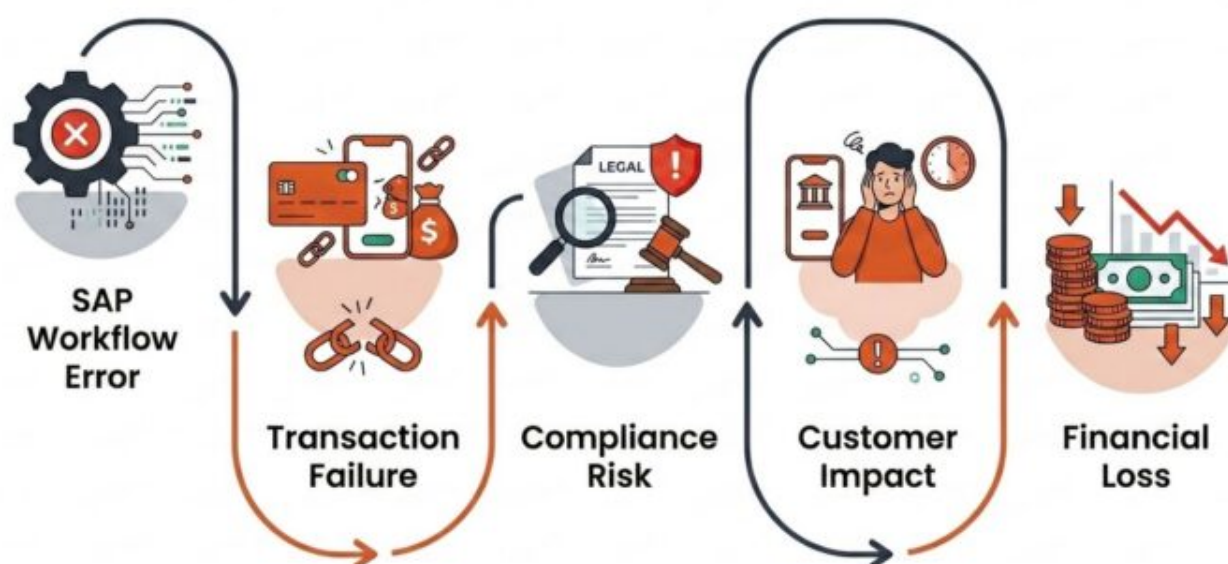 SAP
Workflow
Error
$
$
Transaction
Failure
LEGAL
!
Compliance
Risk
!
Customer
Impact
Financial
Loss